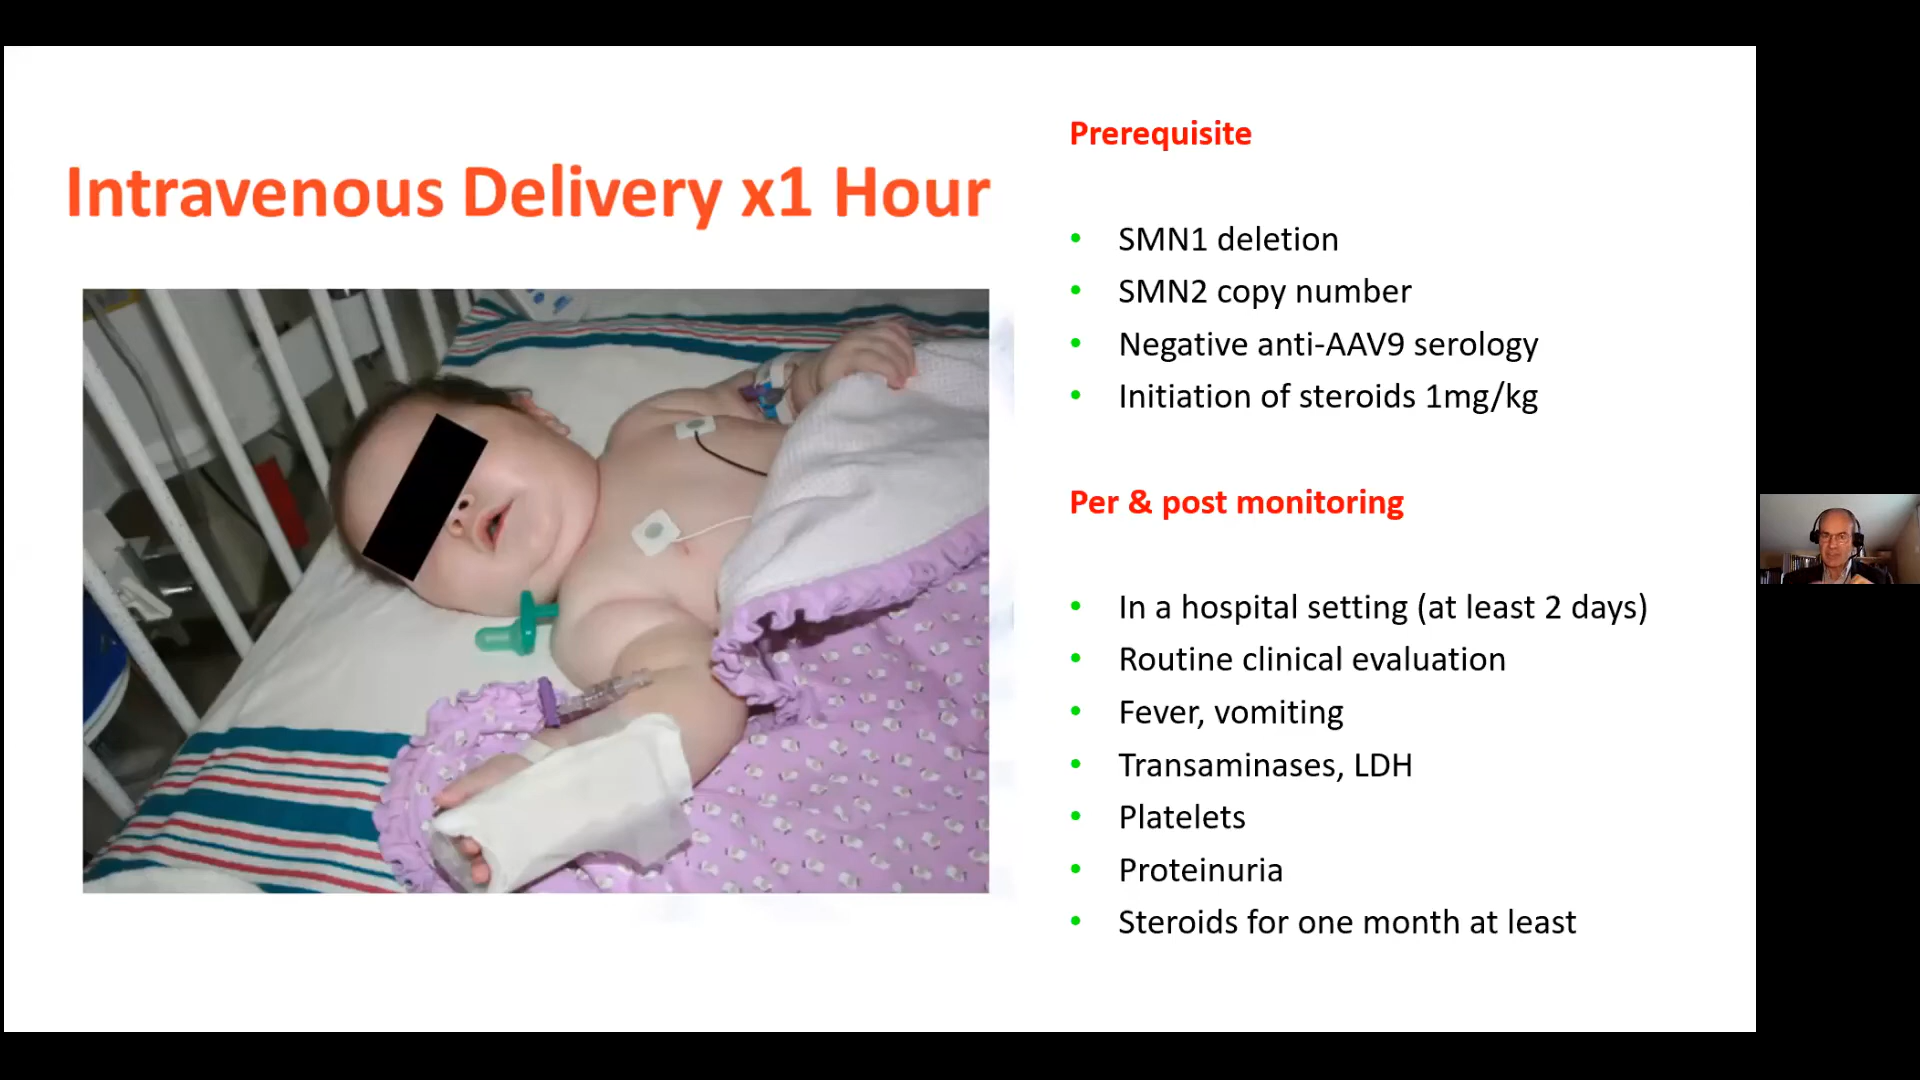 Intravenous Delivery x1 Hour
Prerequisite
• SMN1 deletion
• SMN2 copy number
• Negative anti-AAV9 serology
• Initiation of steroids 1mg/kg
Per & post monitoring
• In a hospital setting (at least 2 days)
• Routine clinical evaluation
• Fever, vomiting
• Transaminases, LDH
• Platelets
• Proteinuria
• Steroids for one month at least